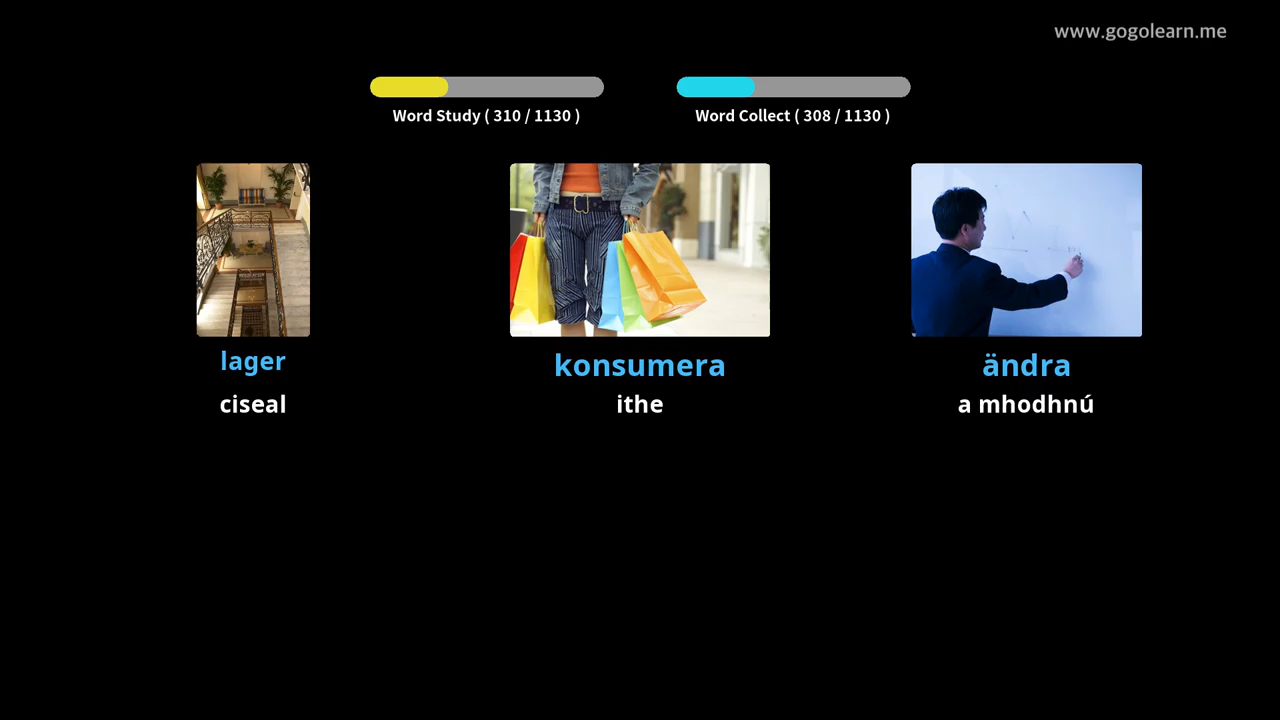 www.gogolearn.me
Word Study ( 310 / 1130 )
Word Collect ( 308 / 1130 )
lager
konsumera
ändra
ciseal
ithe
a mhodhnú